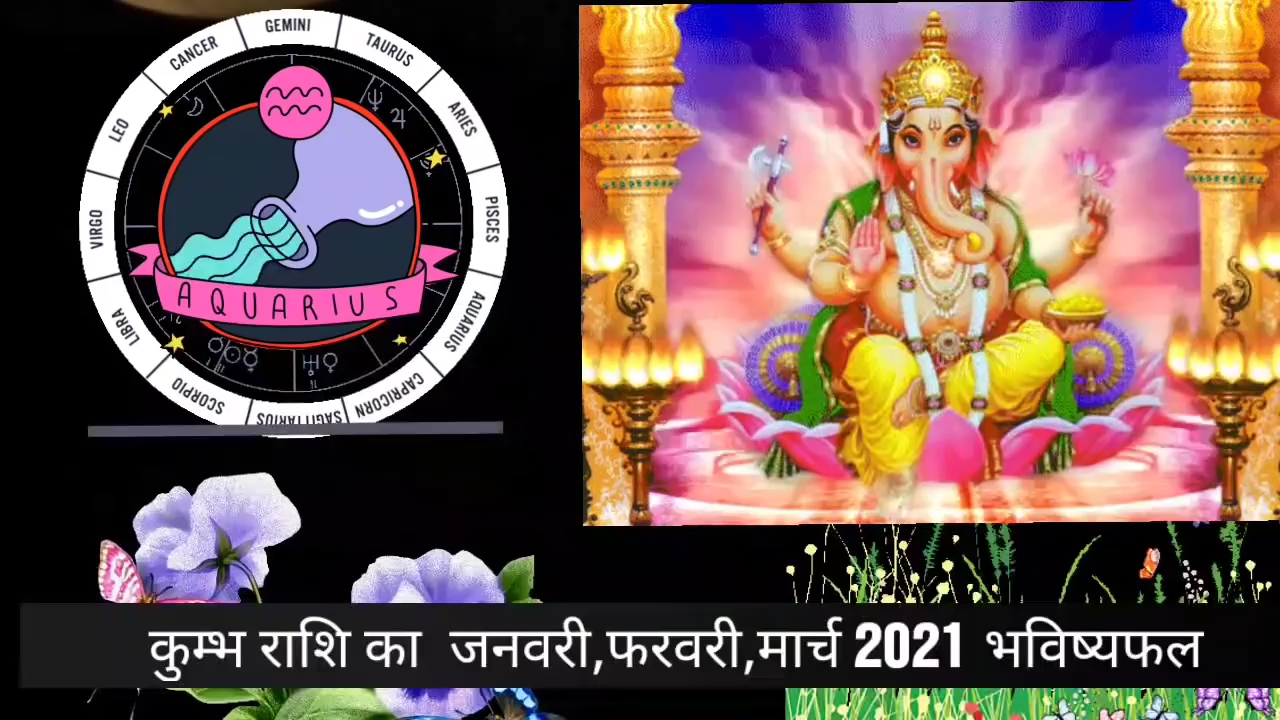 GEMINI
TAURUS
ARIES
PISCES
AQUARIUS
CAPRICORN
SAGITTARIUS
SCORPIO
LIBRA
VIRGO
LEO
CANCER
AQUARIUS
कुम्भ राशि का जनवरी,फरवरी,मार्च 2021 भविष्यफल